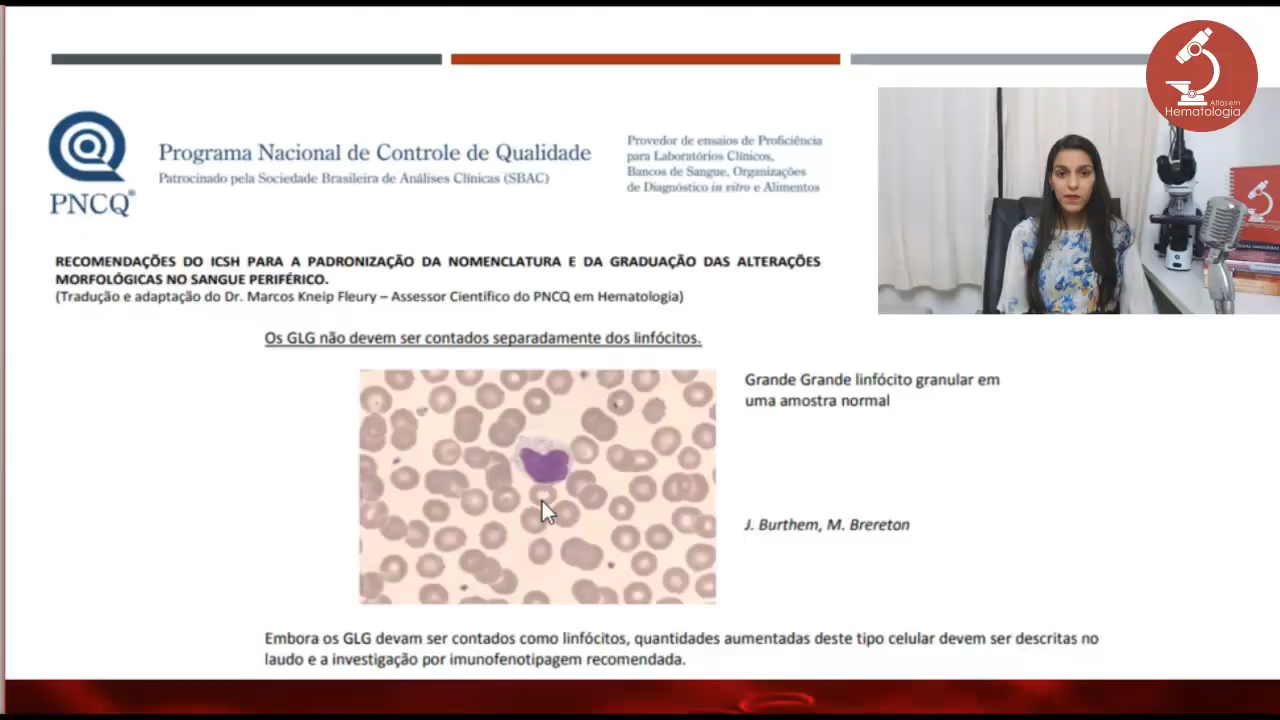 Atlas em
Hematologia
PNCQ®
Programa Nacional de Controle de Qualidade
Patrocinado pela Sociedade Brasileira de Análises Clínicas (SBAC)
Provedor de ensaios de Proficiência
para Laboratórios Clínicos,
Bancos de Sangue, Organizações
de Diagnóstico in vitro e Alimentos
RECOMENDAÇÕES DO ICSH PARA A PADRONIZAÇÃO DA NOMENCLATURA E DA GRADUAÇÃO DAS ALTERAÇÕES
MORFOLÓGICAS NO SANGUE PERIFÉRICO.
(Tradução e adaptação do Dr. Marcos Kneip Fleury – Assessor Científico do PNCQ em Hematologia)
Os GLG não devem ser contados separadamente dos linfócitos.
Grande Grande linfócito granular em
uma amostra normal
J. Burthem, M. Brereton
Embora os GLG devam ser contados como linfócitos, quantidades aumentadas deste tipo celular devem ser descritas no
laudo e a investigação por imunofenotipagem recomendada.